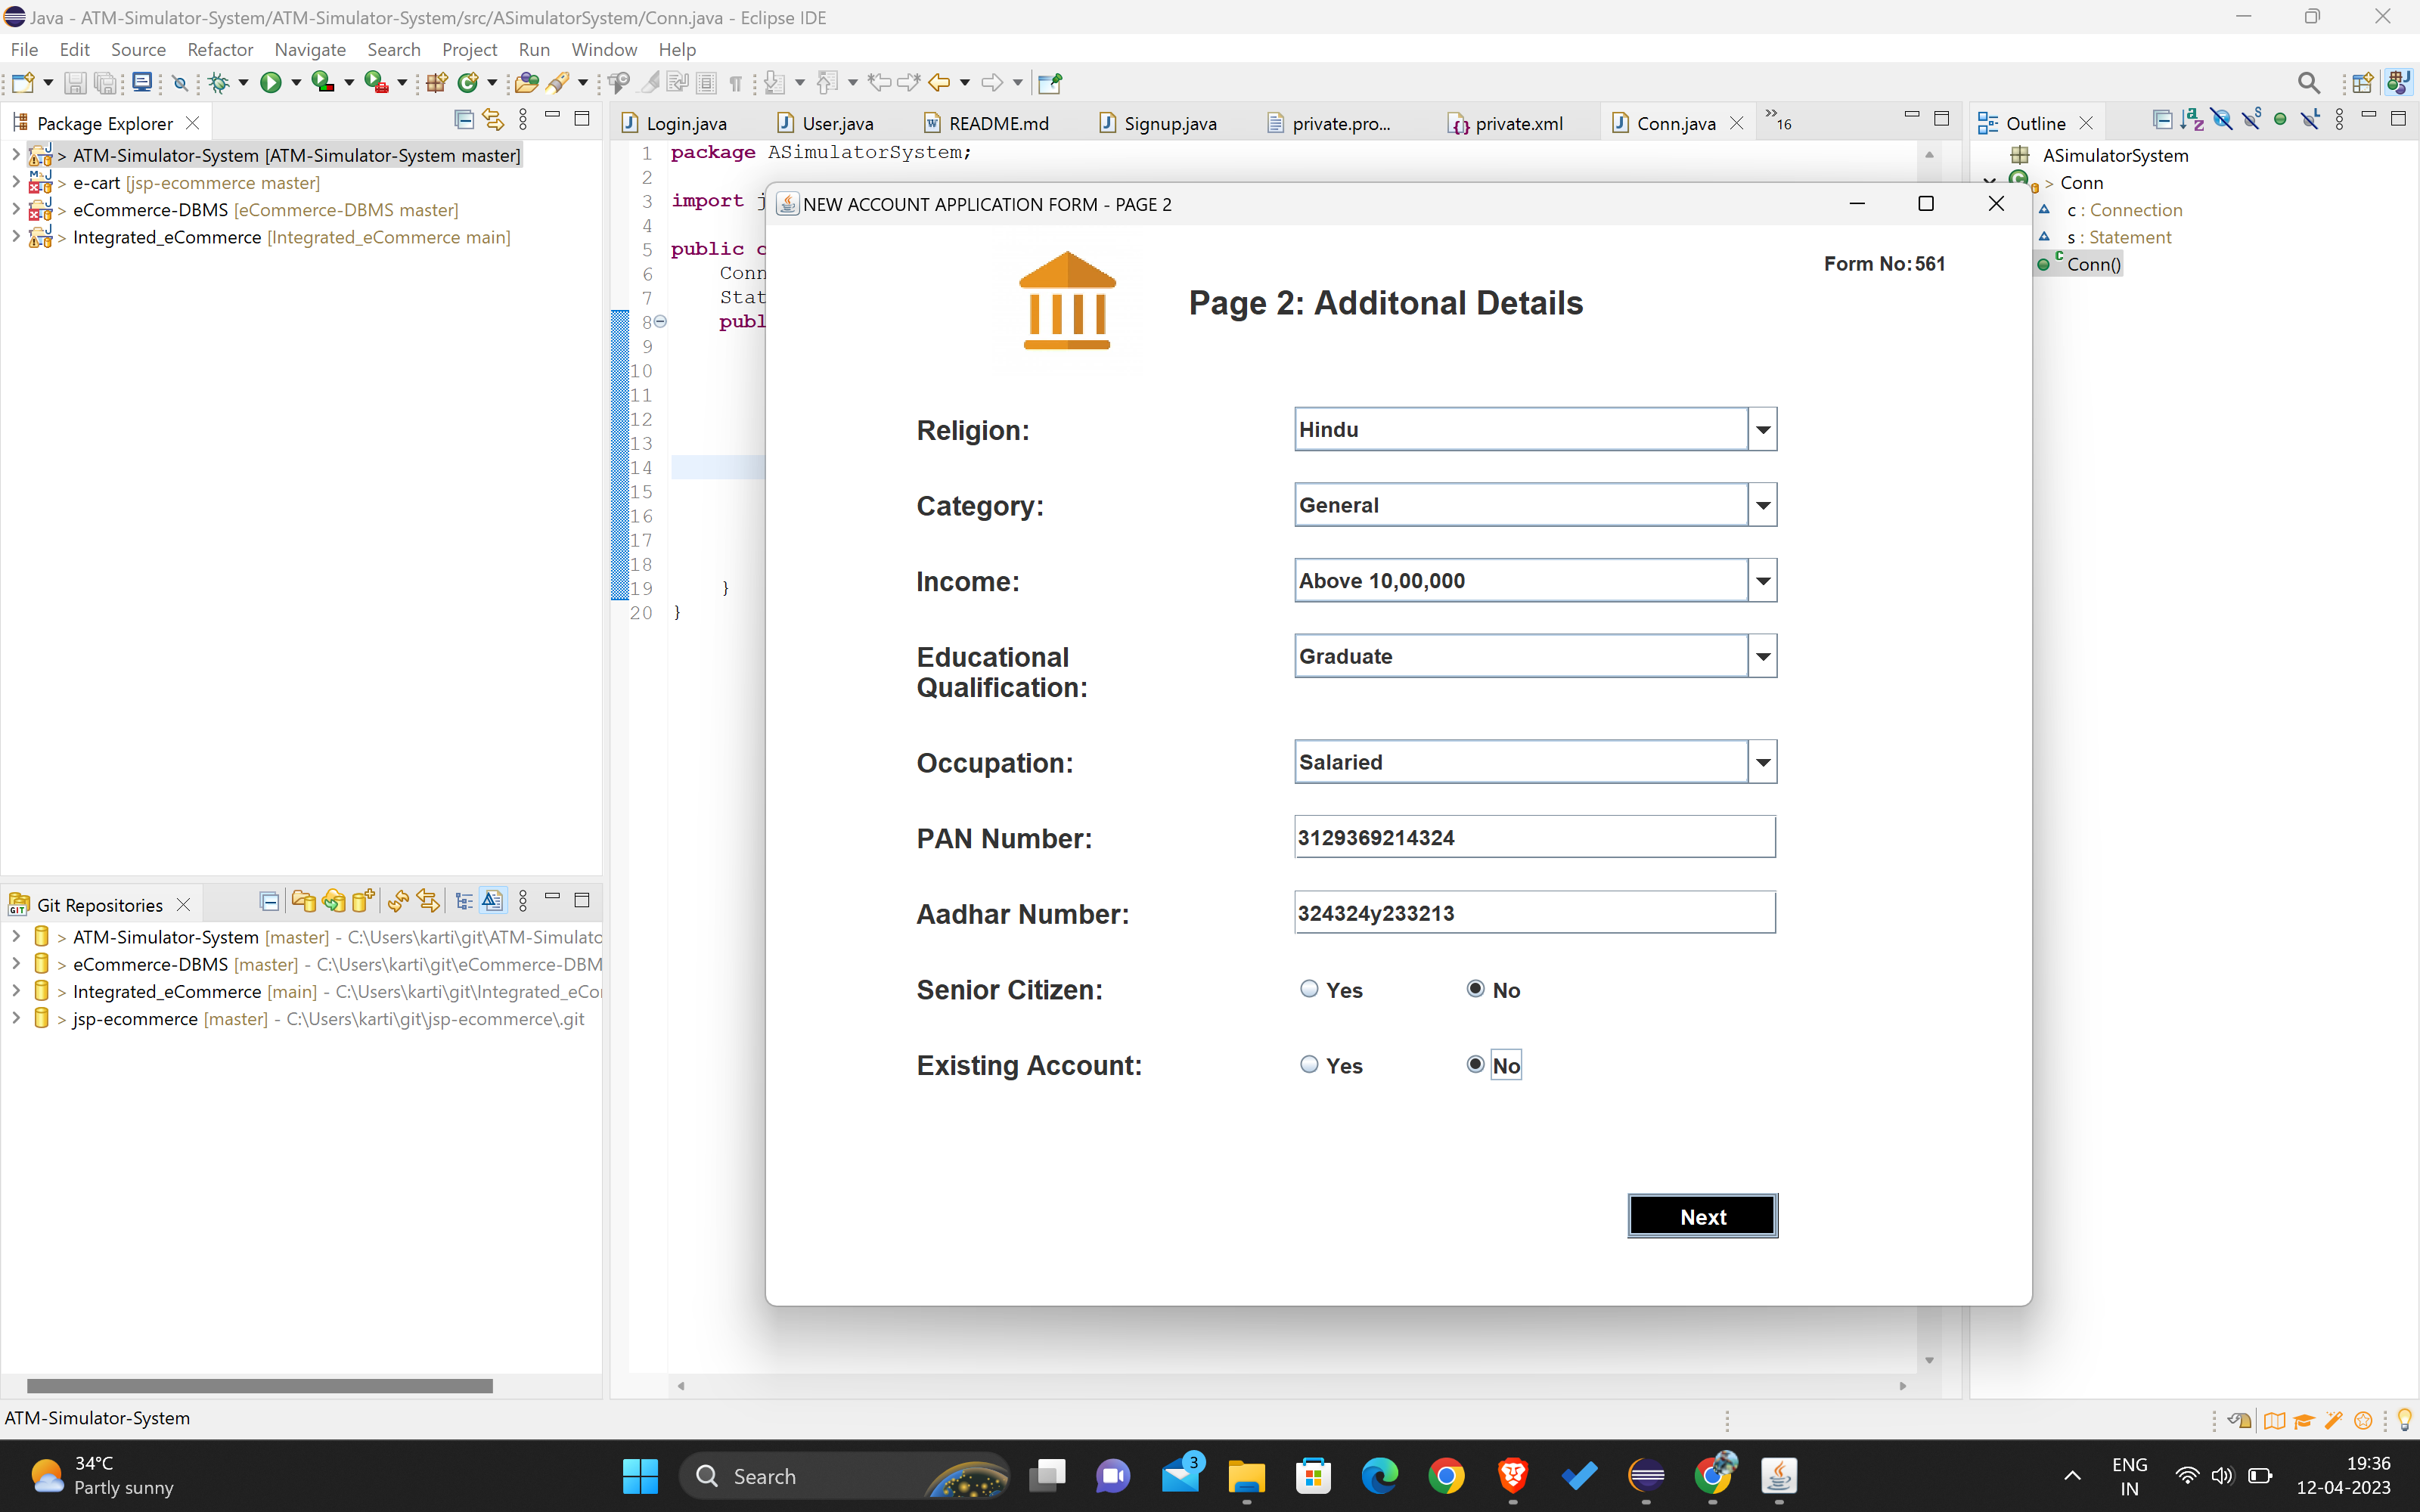 Java - ATM-Simulator-System/ATM-Simulator-System/src/ASimulatorSystem/Conn.java - Eclipse IDE
File Edit Source Refactor Navigate Search Project Run Window Help
Package Explorer
> ATM-Simulator-System [ATM-Simulator-System master]
> e-cart [jsp-ecommerce master]
> eCommerce-DBMS [eCommerce-DBMS master]
> Integrated_eCommerce [Integrated_eCommerce main]
Login.java User.java README.md Signup.java private.pro... private.xml Conn.java »16
1 package ASimulatorSystem;
2
3 import j
4
5 public c
6 Conn
7 Stat
8 publ
9
10
11
12
13
14
15
16
17
18
19 }
20 }
Outline
ASimulatorSystem
> Conn
c : Connection
s : Statement
Conn()
NEW ACCOUNT APPLICATION FORM - PAGE 2
Form No:561
Page 2: Additonal Details
Religion: Hindu
Category: General
Income: Above 10,00,000
Educational Graduate
Qualification:
Occupation: Salaried
PAN Number: 3129369214324
Aadhar Number: 324324y233213
Senior Citizen: Yes No
Existing Account: Yes No
Next
Git Repositories
> ATM-Simulator-System [master] - C:\Users\karti\git\ATM-Simulato
> eCommerce-DBMS [master] - C:\Users\karti\git\eCommerce-DBM
> Integrated_eCommerce [main] - C:\Users\karti\git\Integrated_eCo
> jsp-ecommerce [master] - C:\Users\karti\git\jsp-ecommerce\.git
ATM-Simulator-System
34°C
Partly sunny
Search
3
ENG
IN
19:36
12-04-2023